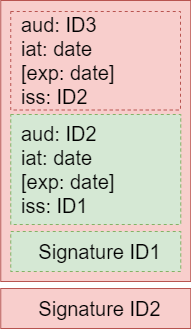 aud: ID3
iat: date
[exp: date]
iss: ID2
aud: ID2
iat: date
[exp: date]
iss: ID1
Signature ID1
Signature ID2